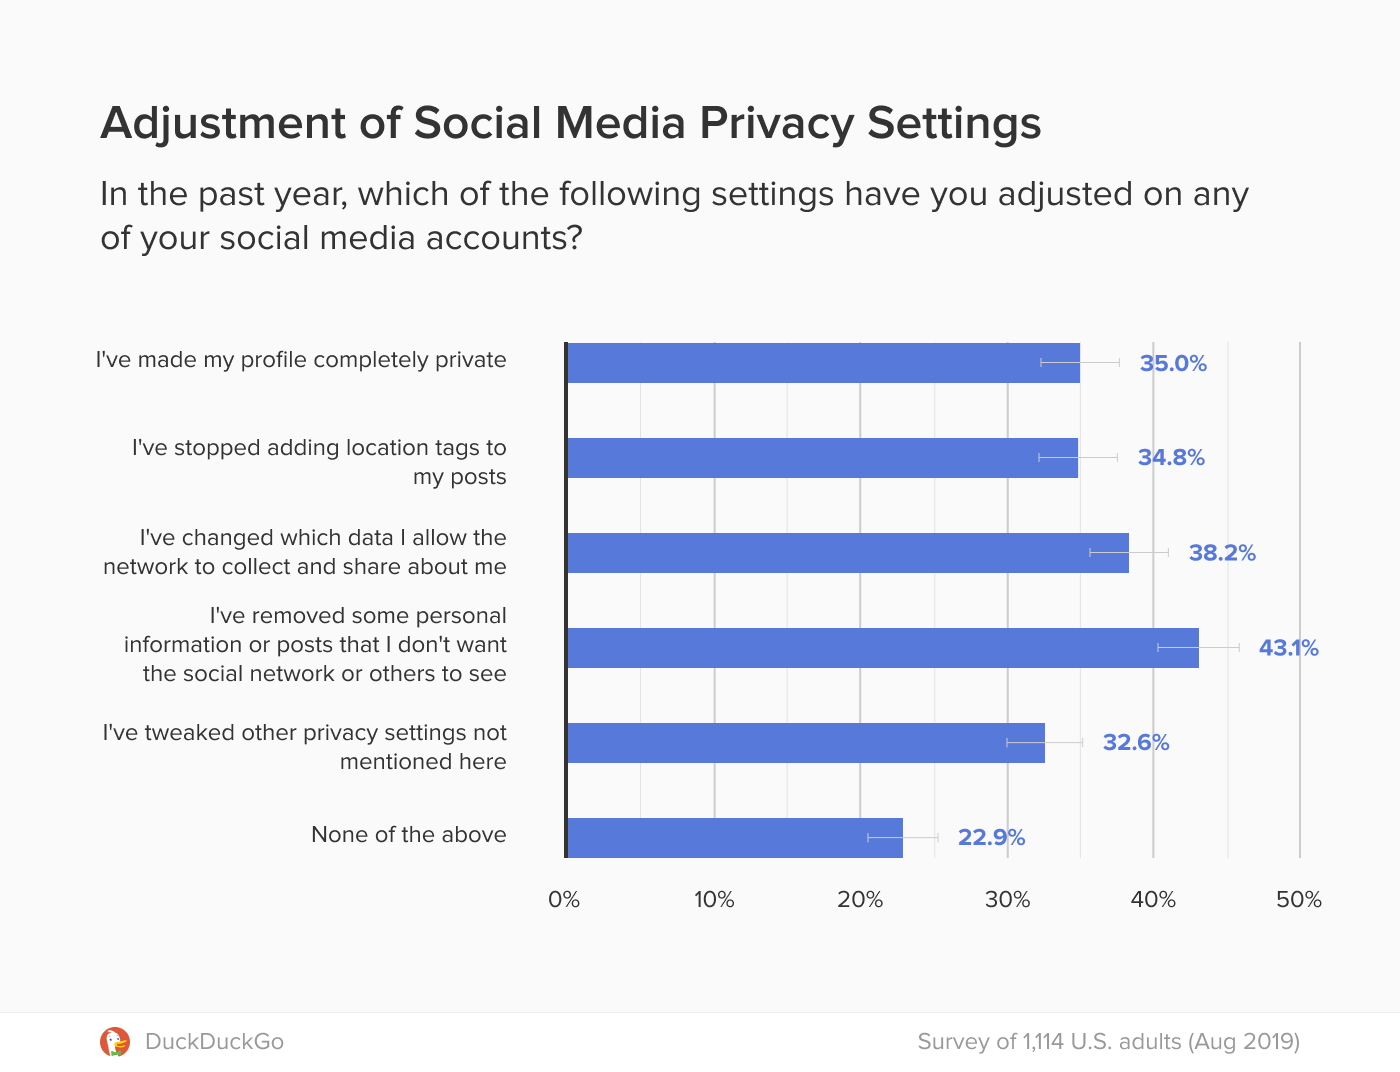 Adjustment of Social Media Privacy Settings
In the past year, which of the following settings have you adjusted on any
of your social media accounts?
I've made my profile completely private
35.0%
I've stopped adding location tags to
my posts
34.8%
I've changed which data I allow the
network to collect and share about me
38.2%
I've removed some personal
information or posts that I don't want
the social network or others to see
43.1%
I've tweaked other privacy settings not
mentioned here
32.6%
None of the above
22.9%
0% 10% 20% 30% 40% 50%
DuckDuckGo
Survey of 1,114 U.S. adults (Aug 2019)